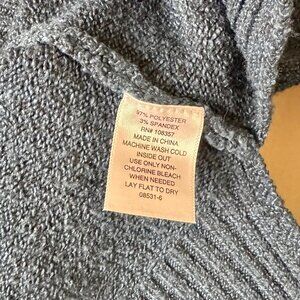 97% POLYESTER
3% SPANDEX
RN# 108357
MADE IN CHINA
MACHINE WASH COLD
INSIDE OUT
USE ONLY NON-
CHLORINE BLEACH
WHEN NEEDED
LAY FLAT TO DRY
08531-6